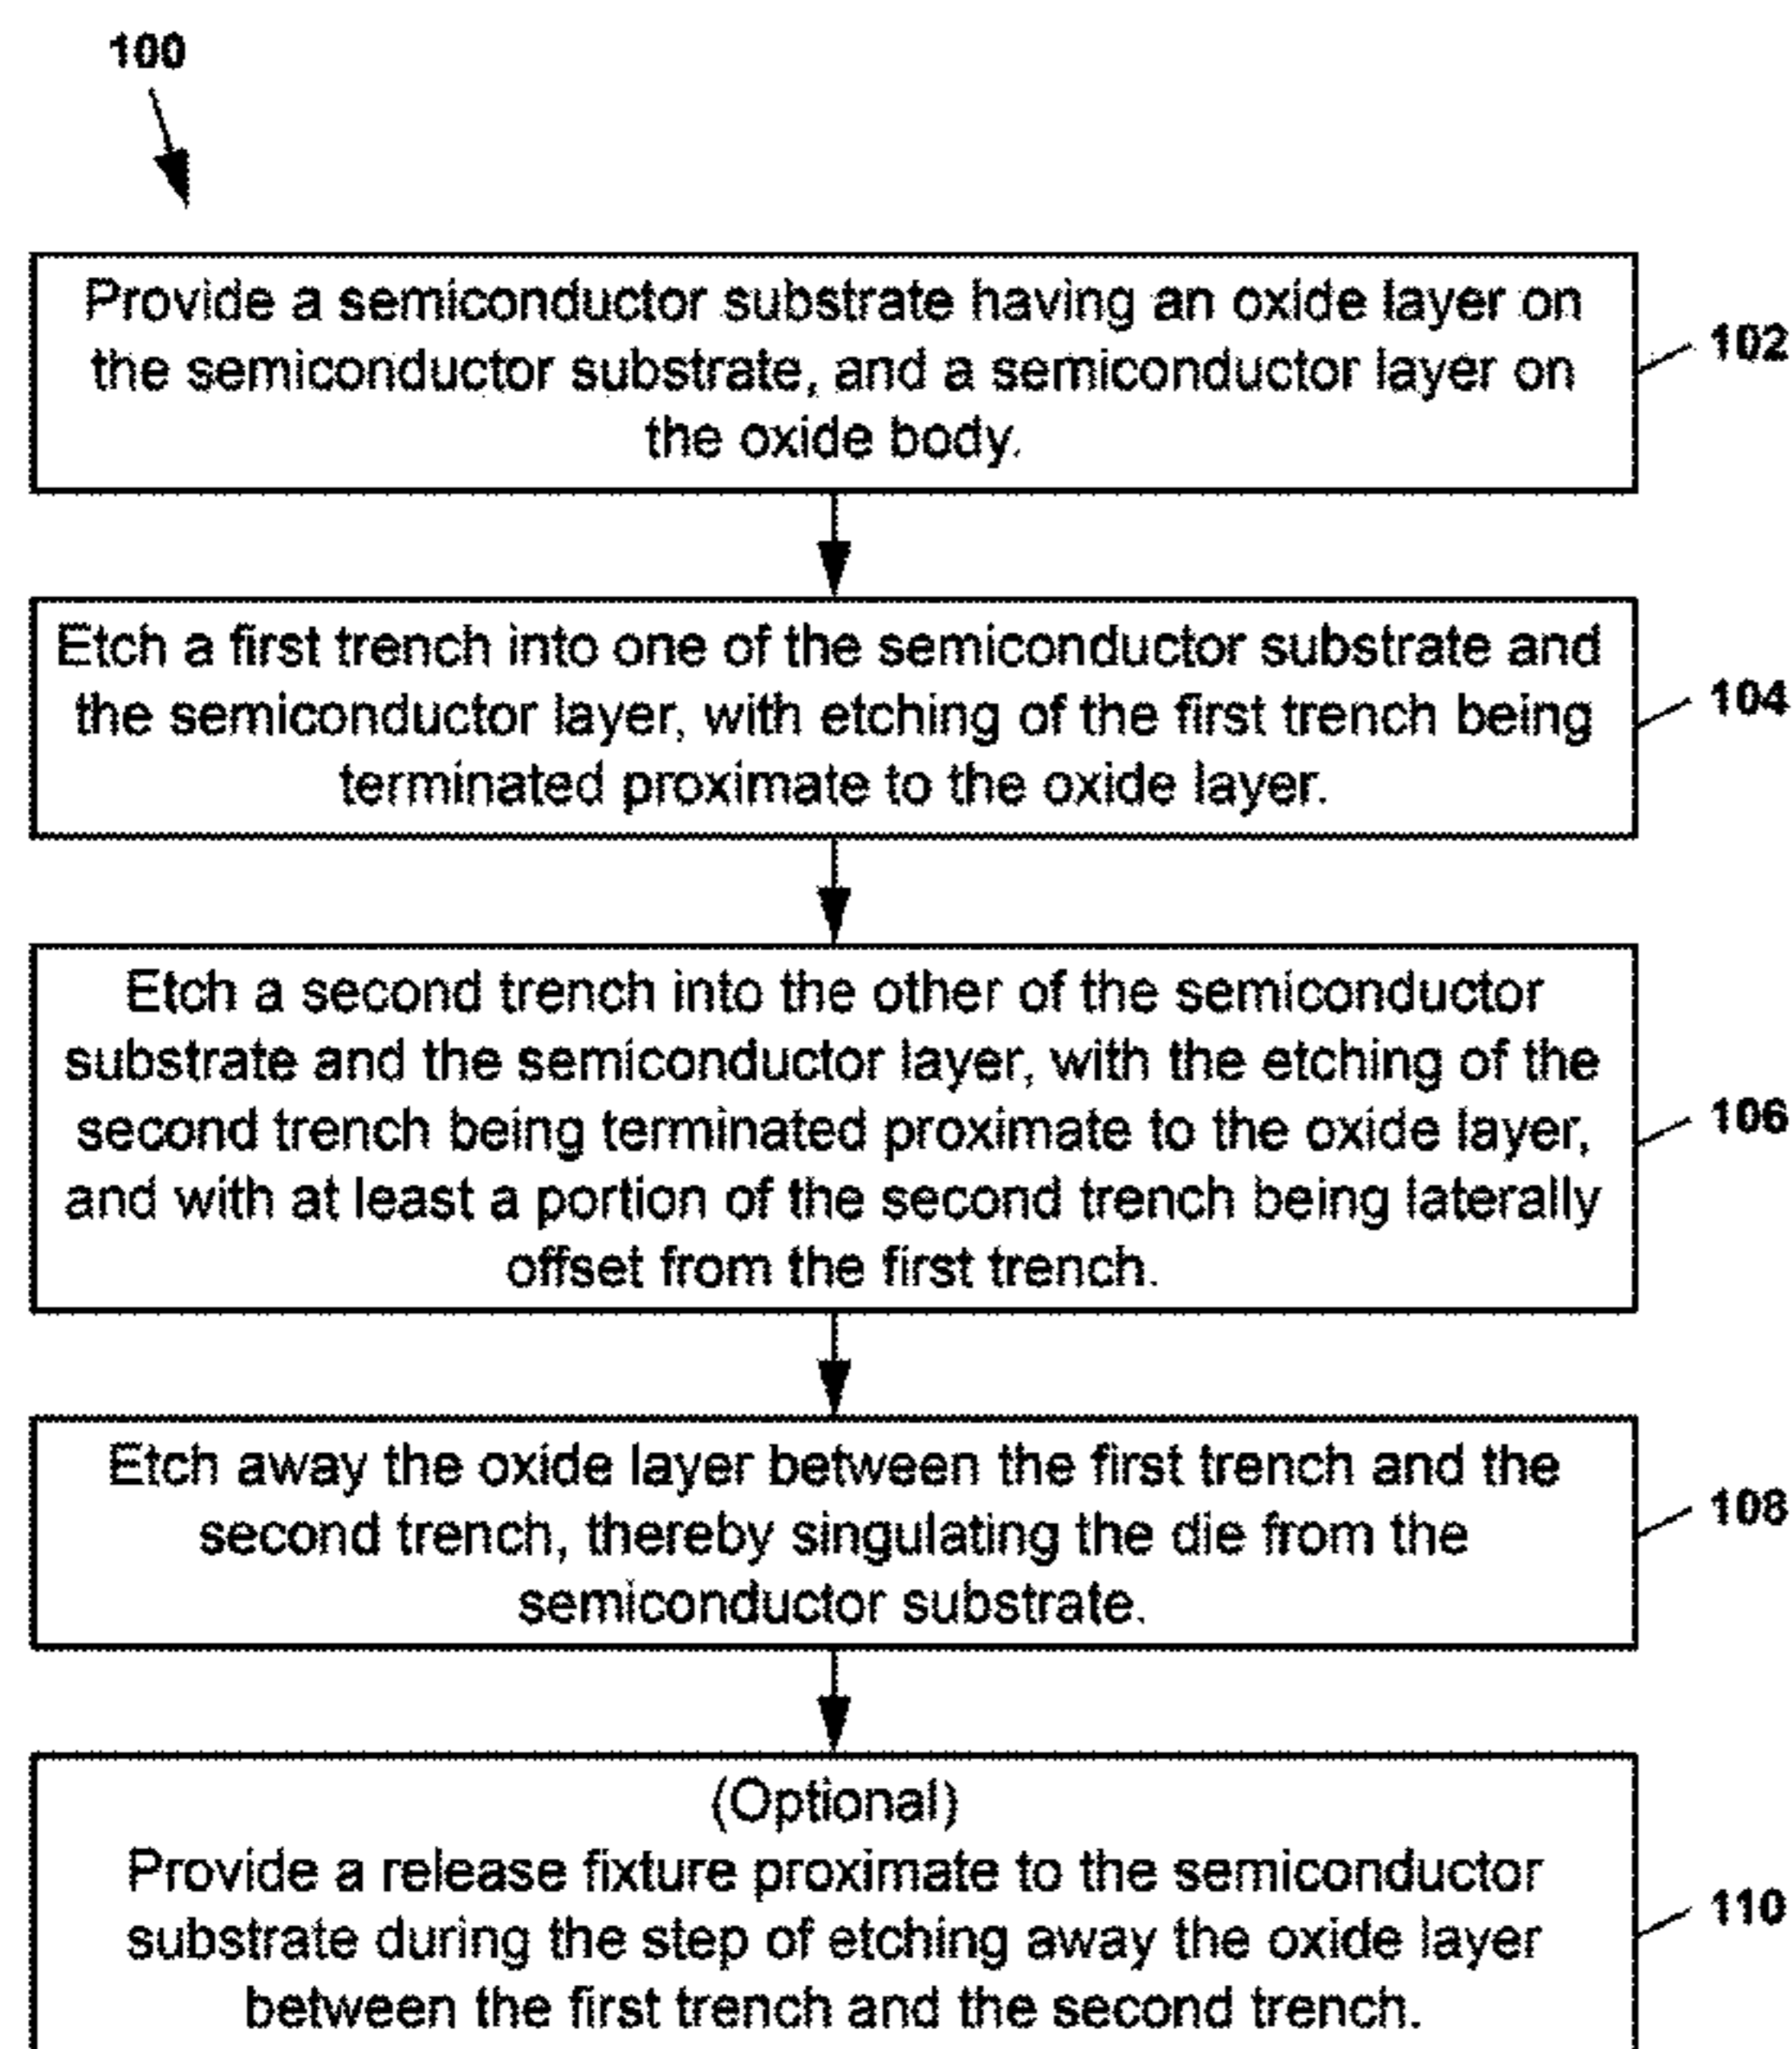 100
Provide a semiconductor substrate having an oxide layer on
the semiconductor substrate, and a semiconductor layer on
the oxide body.
102
Etch a first trench into one of the semiconductor substrate and
the semiconductor layer, with etching of the first trench being
terminated proximate to the oxide layer.
104
Etch a second trench into the other of the semiconductor
substrate and the semiconductor layer, with the etching of the
second trench being terminated proximate to the oxide layer,
and with at least a portion of the second trench being laterally
offset from the first trench.
106
Etch away the oxide layer between the first trench and the
second trench, thereby singulating the die from the
semiconductor substrate.
108
(Optional)
Provide a release fixture proximate to the semiconductor
substrate during the step of etching away the oxide layer
between the first trench and the second trench.
110